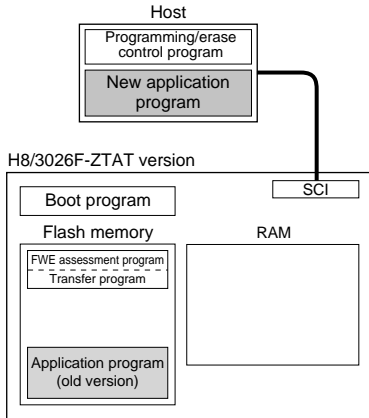 Host
Programming/erase
control program
New application
program
H8/3026F-ZTAT version
SCI
Boot program
Flash memory
RAM
FWE assessment program
Transfer program
Application program
(old version)